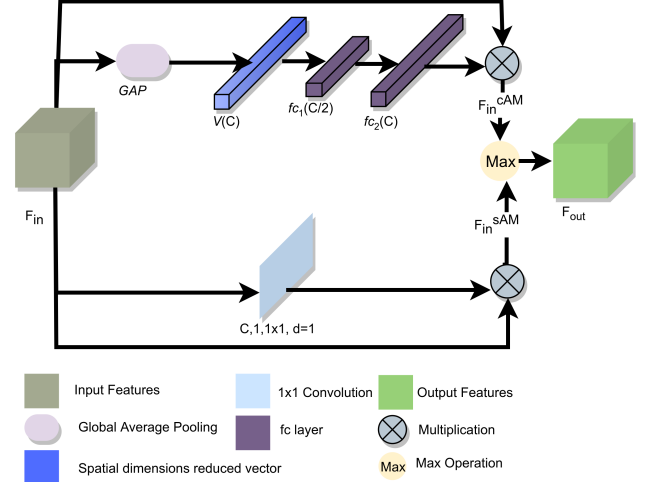 GAP
V(C)
fc1(C/2)
fc2(C)
FincAM
Max
Fin
FinsAM
Fout
C,1,1x1, d=1
Input Features
1x1 Convolution
Output Features
Global Average Pooling
fc layer
Multiplication
Spatial dimensions reduced vector
Max
Max Operation